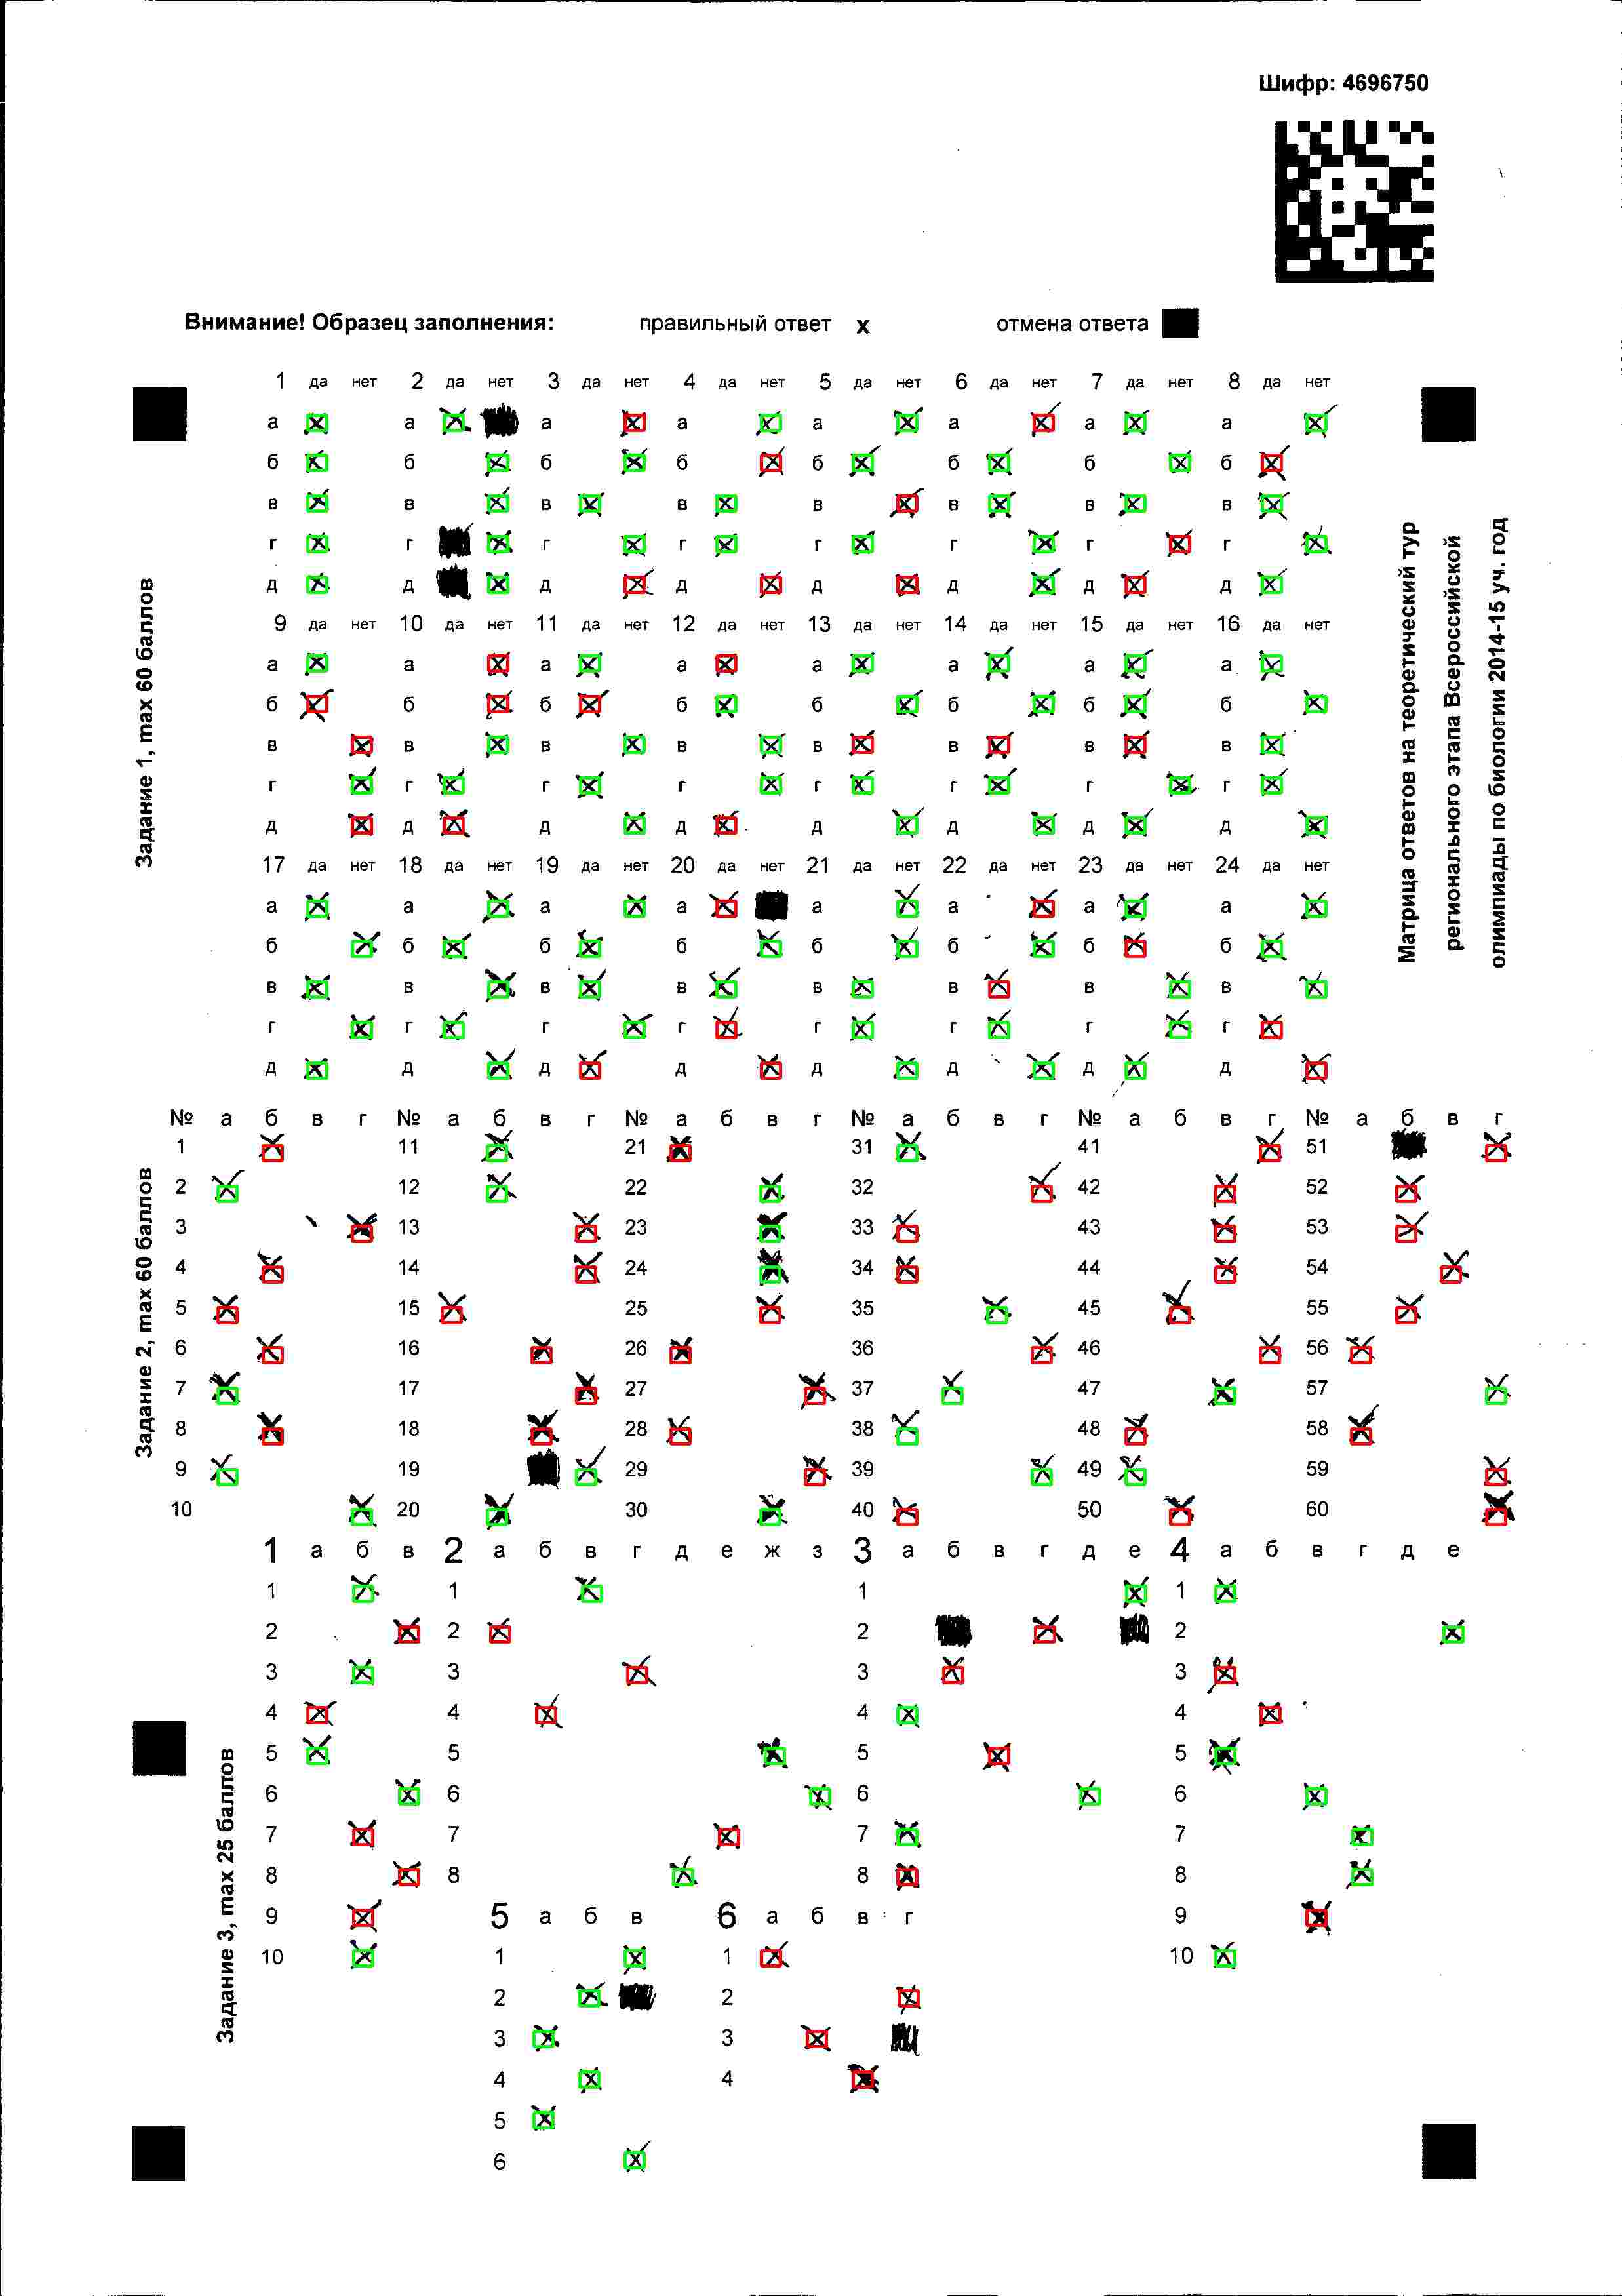 Шифр: 4696750
Внимание! Образец заполнения: правильный ответ х отмена ответа
1 да нет 2 да нет 3 да нет 4 да нет 5 да нет 6 да нет 7 да нет 8 да нет
а а а а а а а а
б б б б б б б б
в в в в в в в в
г г г г г г г г
д д д д д д д д
9 да нет 10 да нет 11 да нет 12 да нет 13 да нет 14 да нет 15 да нет 16 да нет
а а а а а а а а
б б б б б б б б
в в в в в в в в
г г г г г г г г
д д д д д д д д
17 да нет 18 да нет 19 да нет 20 да нет 21 да нет 22 да нет 23 да нет 24 да нет
а а а а а а а а
б б б б б б б б
в в в в в в в в
г г г г г г г г
д д д д д д д д
№ а б в г № а б в г № а б в г № а б в г № а б в г № а б в г
1 11 21 31 41 51
2 12 22 32 42 52
3 13 23 33 43 53
4 14 24 34 44 54
5 15 25 35 45 55
6 16 26 36 46 56
7 17 27 37 47 57
8 18 28 38 48 58
9 19 29 39 49 59
10 20 30 40 50 60
1 а б в 2 а б в г д е ж з 3 а б в г д е 4 а б в г д е
1 1 1 1
2 2 2 2
3 3 3 3
4 4 4 4
5 5 5 5
6 6 6 6
7 7 7 7
8 8 8 8
9 5 а б в 6 а б в г 9
10 1 1 10
2 2
3 3
4 4
5
6
Задание 1, max 60 баллов
Задание 2, max 60 баллов
Задание 3, max 25 баллов
Матрица ответов на теоретический тур
регионального этапа Всероссийской
олимпиады по биологии 2014-15 уч. год